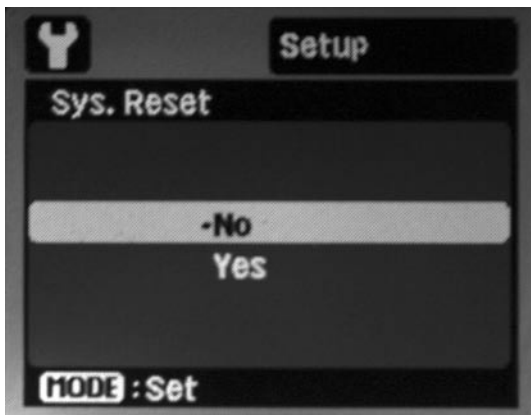 Setup
Sys. Reset
-No
Yes
MODE :Set